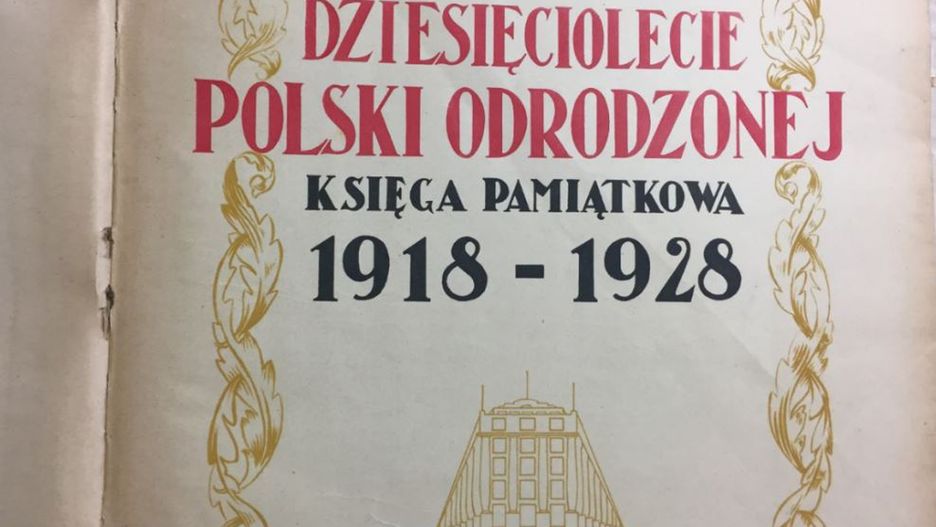 DZIESIĘCIOLECIE
POLSKI ODRODZONEJ
KSIĘGA PAMIĄTKOWA
1918 - 1928